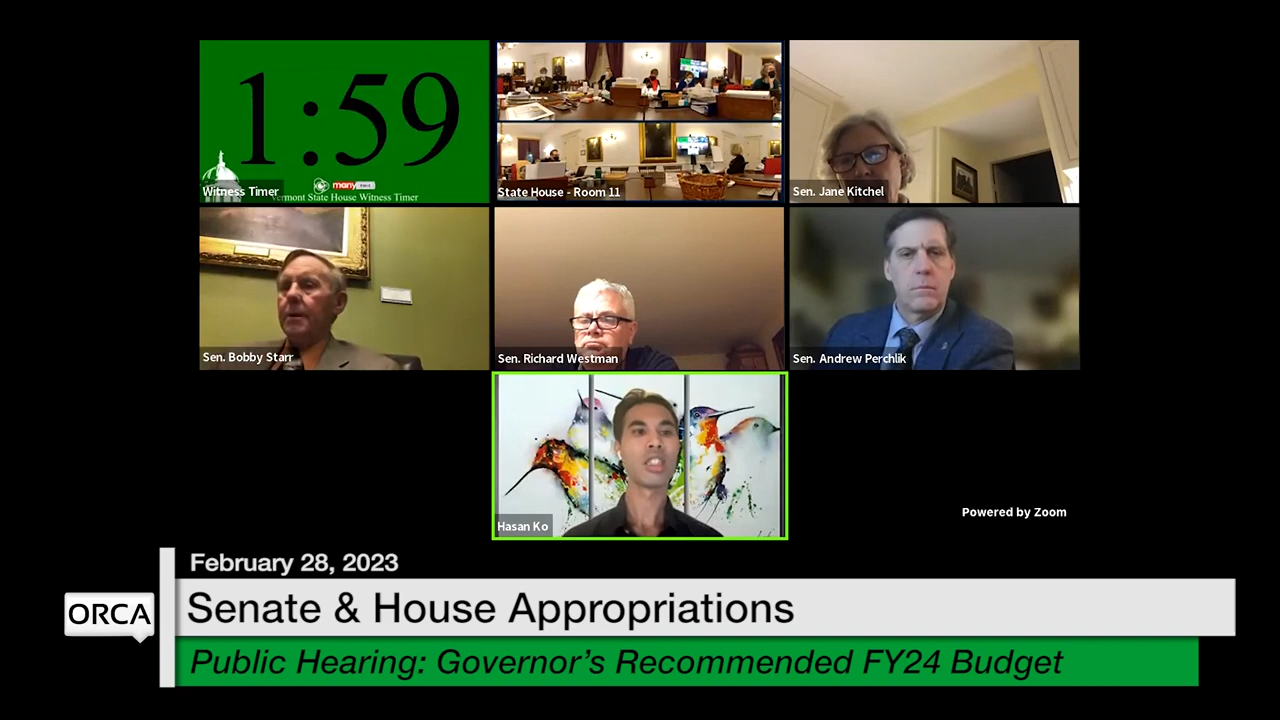 1:59
Witness Timer
many
Vermont State House Witness Timer
State House - Room 11
Sen. Jane Kitchel
Sen. Bobby Starr
Sen. Richard Westman
Sen. Andrew Perchlik
Hasan Ko
Powered by Zoom
February 28, 2023
ORCA
Senate & House Appropriations
Public Hearing: Governor's Recommended FY24 Budget